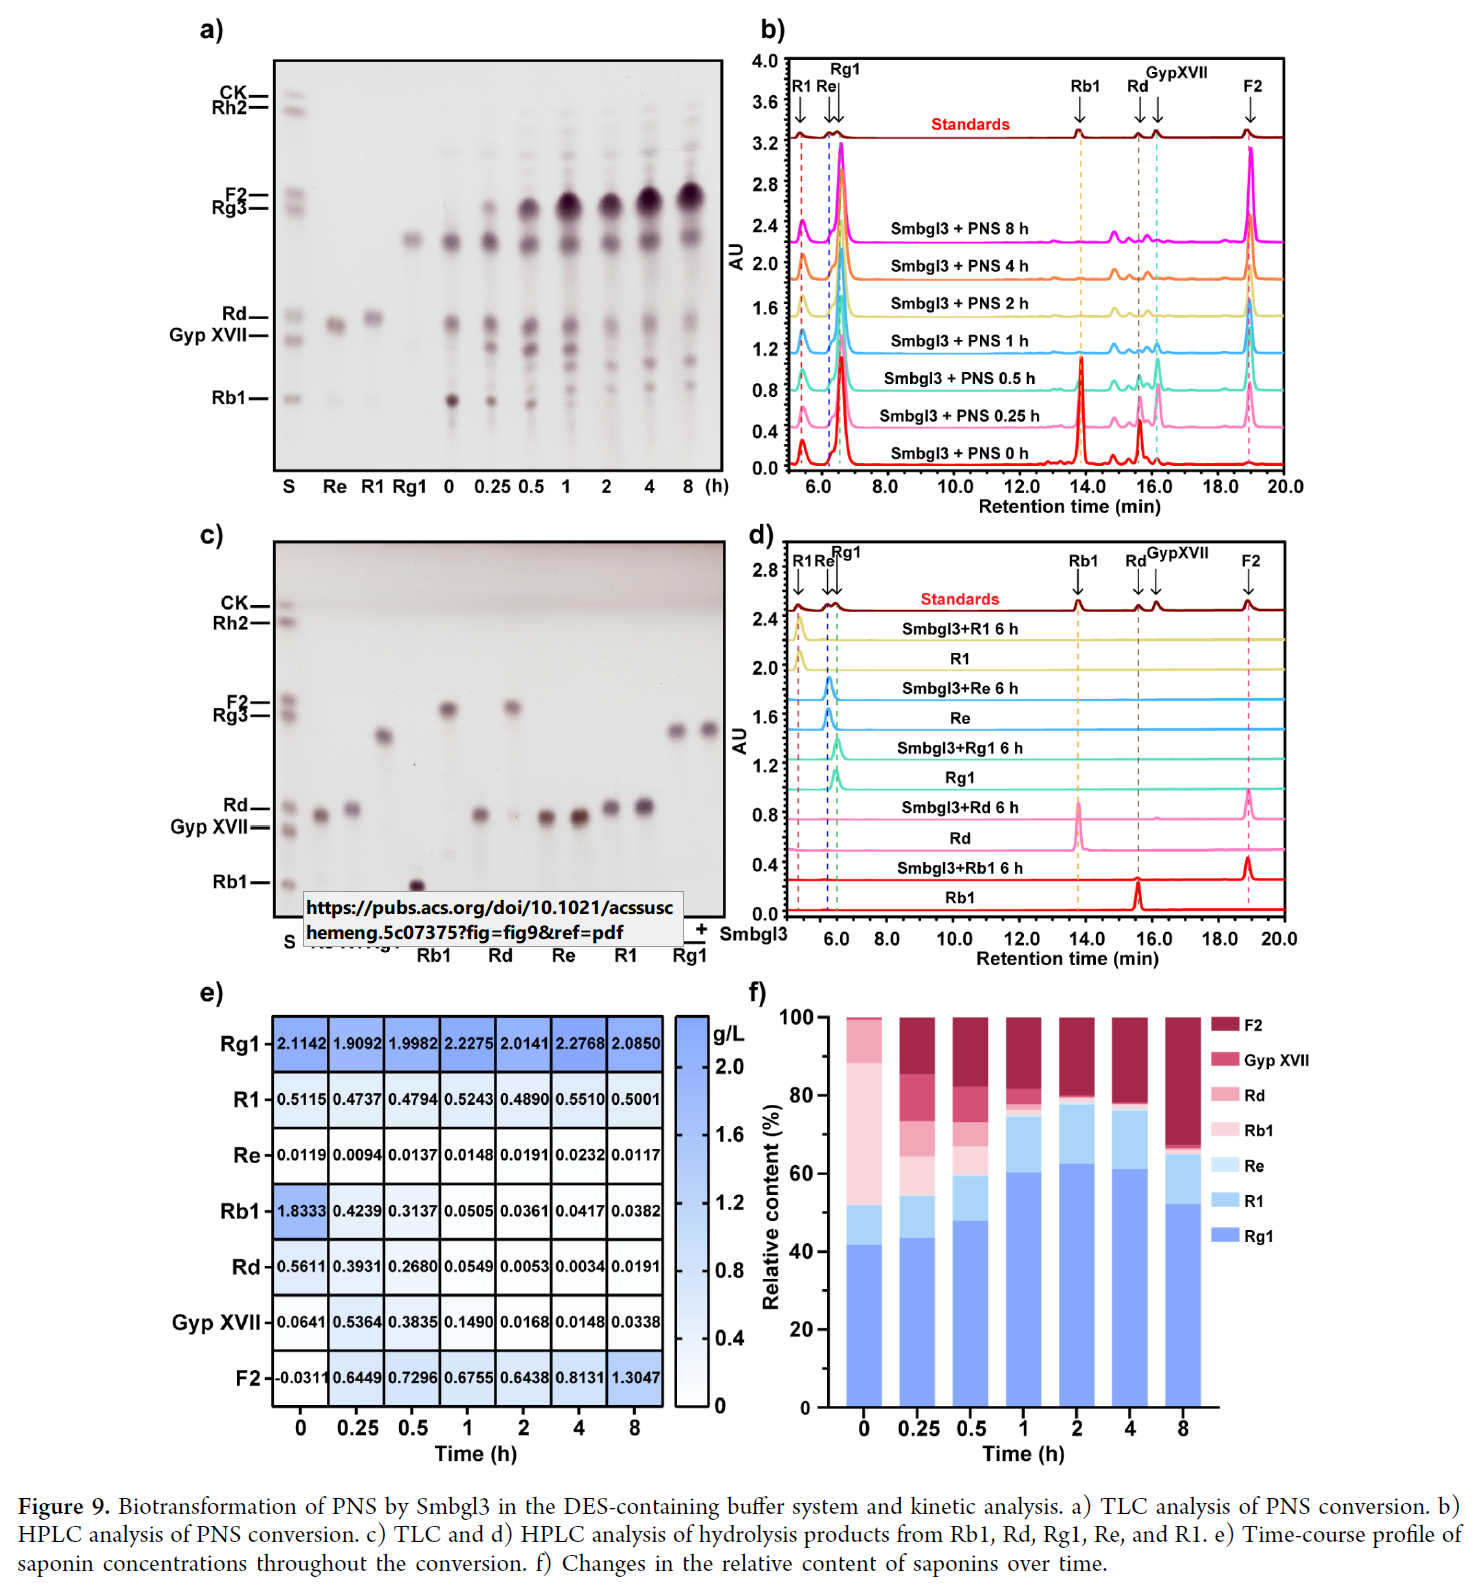 a)
CK
Rh2
F2
Rg3
Rd
Gyp XVII
Rb1
S Re R1 Rg1 0 0.25 0.5 1 2 4 8 (h)
b)
4.0
3.6
3.2
2.8
2.4
2.0
1.6
1.2
0.8
0.4
0.0
AU
R1 Re Rg1 Rb1 Rd GypXVII F2
Standards
Smbgl3 + PNS 8 h
Smbgl3 + PNS 4 h
Smbgl3 + PNS 2 h
Smbgl3 + PNS 1 h
Smbgl3 + PNS 0.5 h
Smbgl3 + PNS 0.25 h
Smbgl3 + PNS 0 h
6.0 8.0 10.0 12.0 14.0 16.0 18.0 20.0
Retention time (min)
c)
CK
Rh2
F2
Rg3
Rd
Gyp XVII
Rb1
https://pubs.acs.org/doi/10.1021/acssusc
hemeng.5c07375?fig=fig9&ref=pdf
+ Smbgl3
S
Rb1 Rd Re R1 Rg1
d)
2.8
2.4
2.0
1.6
1.2
0.8
0.4
0.0
AU
R1 Re Rg1 Rb1 Rd GypXVII F2
Standards
Smbgl3+R1 6 h
R1
Smbgl3+Re 6 h
Re
Smbgl3+Rg1 6 h
Rg1
Smbgl3+Rd 6 h
Rd
Smbgl3+Rb1 6 h
Rb1
6.0 8.0 10.0 12.0 14.0 16.0 18.0 20.0
Retention time (min)
e)
Rg1 2.1142 1.9092 1.9982 2.2275 2.0141 2.2768 2.0850
R1 0.5115 0.4737 0.4794 0.5243 0.4890 0.5510 0.5001
Re 0.0119 0.0094 0.0137 0.0148 0.0191 0.0232 0.0117
Rb1 1.8333 0.4239 0.3137 0.0505 0.0361 0.0417 0.0382
Rd 0.5611 0.3931 0.2680 0.0549 0.0053 0.0034 0.0191
Gyp XVII 0.0641 0.5364 0.3835 0.1490 0.0168 0.0148 0.0338
F2 -0.0311 0.6449 0.7296 0.6755 0.6438 0.8131 1.3047
0 0.25 0.5 1 2 4 8
Time (h)
g/L
2.0
1.6
1.2
0.8
0.4
0
f)
100
80
60
40
20
0
Relative content (%)
0 0.25 0.5 1 2 4 8
Time (h)
F2
Gyp XVII
Rd
Rb1
Re
R1
Rg1
Figure 9. Biotransformation of PNS by Smbgl3 in the DES-containing buffer system and kinetic analysis. a) TLC analysis of PNS conversion. b)
HPLC analysis of PNS conversion. c) TLC and d) HPLC analysis of hydrolysis products from Rb1, Rd, Rg1, Re, and R1. e) Time-course profile of
saponin concentrations throughout the conversion. f) Changes in the relative content of saponins over time.